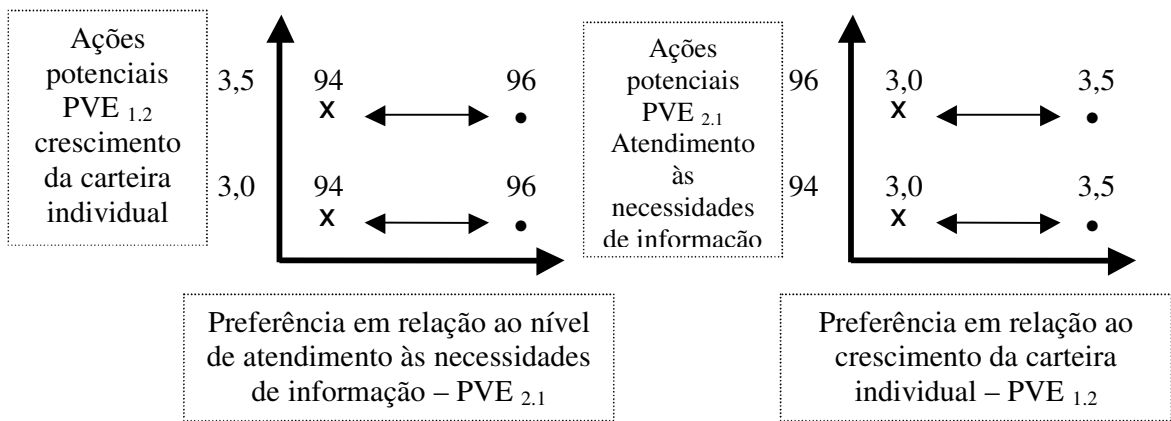 Ações
potenciais
PVE 1.2
crescimento
da carteira
individual
3,5
94
96
x
•
3,0
94
96
x
•
Preferência em relação ao nível
de atendimento às necessidades
de informação – PVE 2.1
Ações
potenciais
PVE 2.1
Atendimento
às
necessidades
de informação
96
3,0
3,5
x
•
94
3,0
3,5
x
•
Preferência em relação ao
crescimento da carteira
individual – PVE 1.2